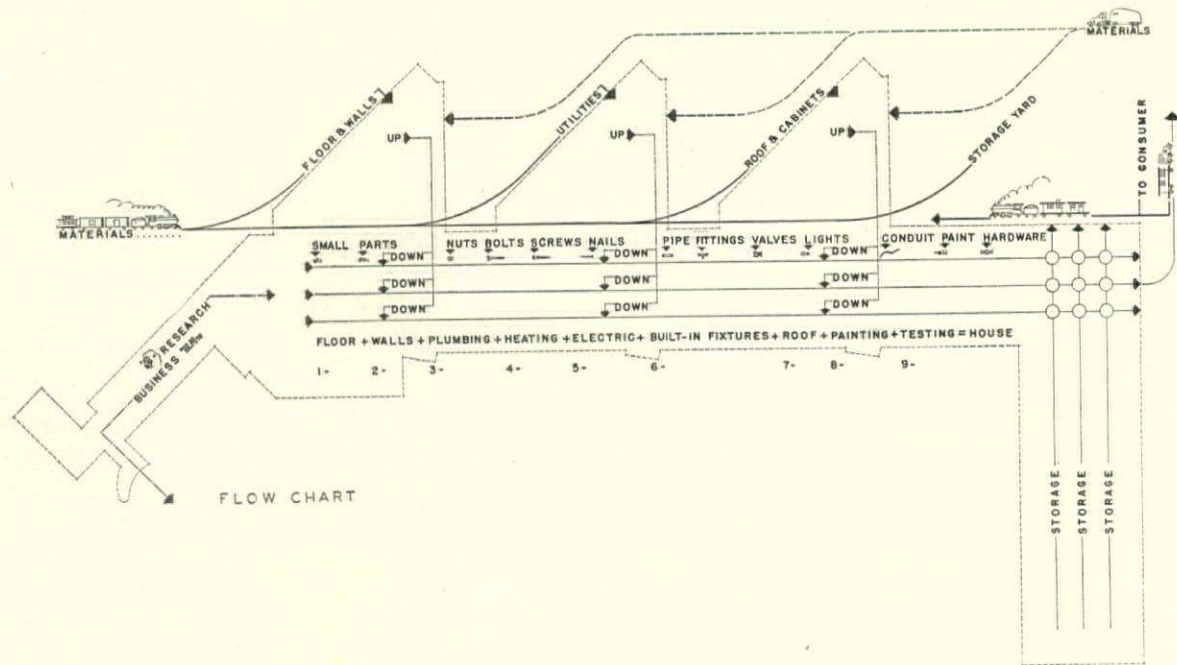 MATERIALS
FLOOR & WALLS
UTILITIES
ROOF & CABINETS
STORAGE YARD
TO CONSUMER
UP
UP
UP
MATERIALS......
SMALL PARTS
NUTS BOLTS SCREWS NAILS
PIPE FITTINGS VALVES LIGHTS
CONDUIT PAINT HARDWARE
DOWN
DOWN
DOWN
DOWN
DOWN
DOWN
DOWN
DOWN
DOWN
RESEARCH
BUSINESS
FLOOR + WALLS + PLUMBING + HEATING + ELECTRIC + BUILT-IN FIXTURES + ROOF + PAINTING + TESTING = HOUSE
1- 2- 3- 4- 5- 6- 7- 8- 9-
STORAGE
STORAGE
STORAGE
FLOW CHART